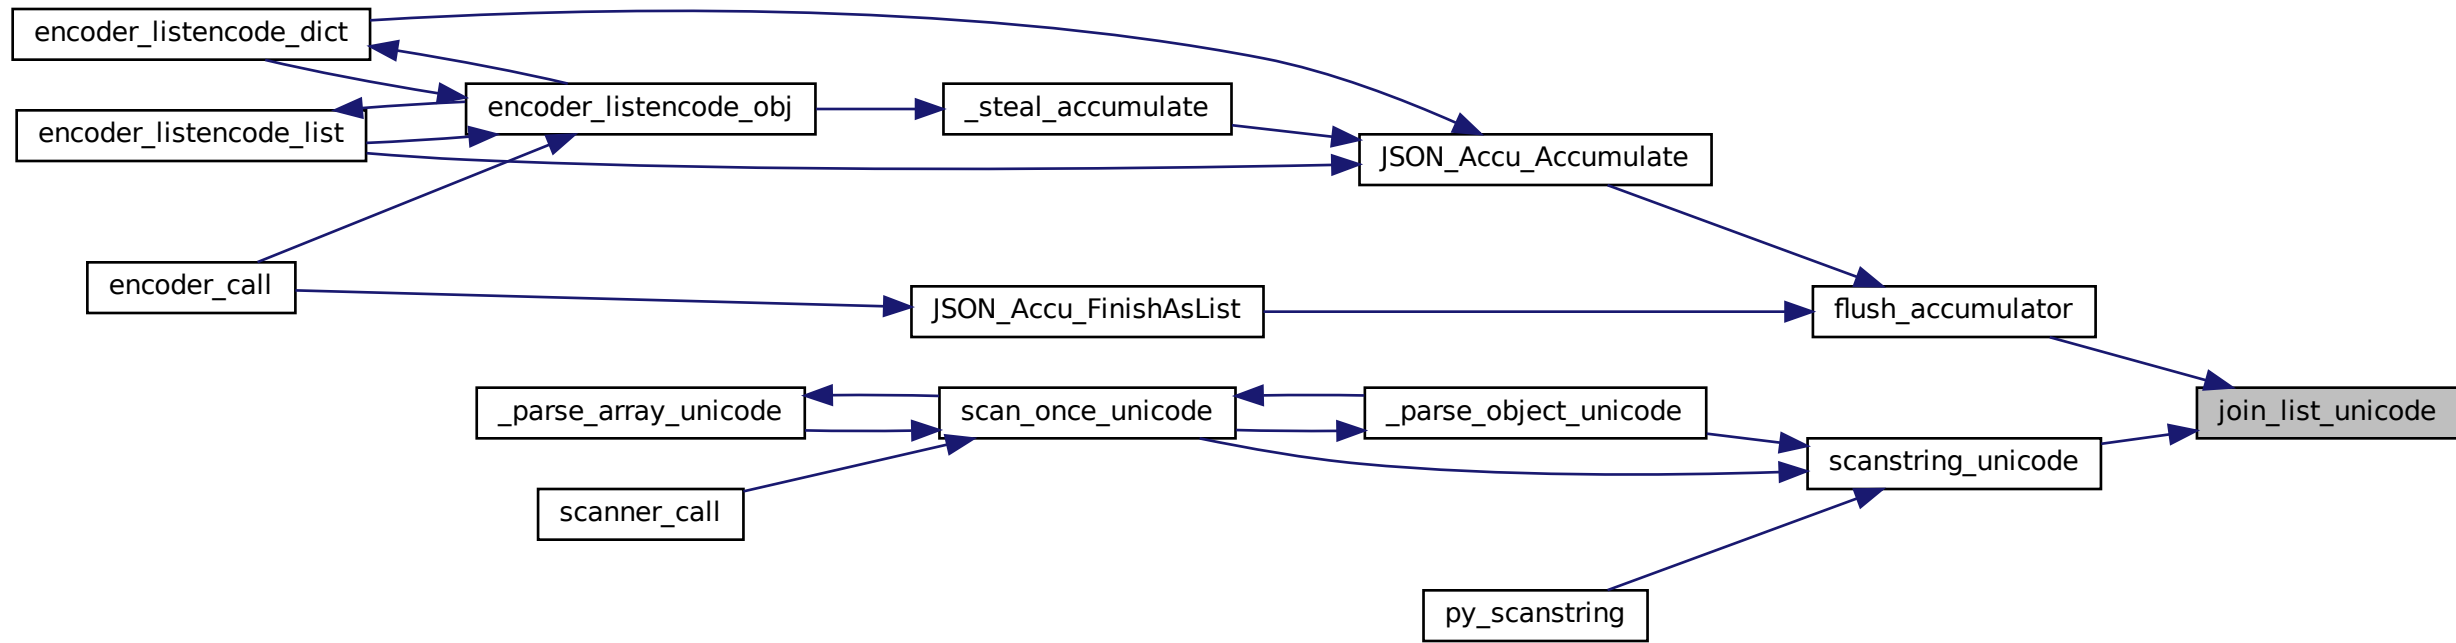 encoder_listencode_dict
encoder_listencode_obj
_steal_accumulate
encoder_listencode_list
JSON_Accu_Accumulate
encoder_call
JSON_Accu_FinishAsList
flush_accumulator
_parse_array_unicode
scan_once_unicode
_parse_object_unicode
join_list_unicode
scanstring_unicode
scanner_call
py_scanstring